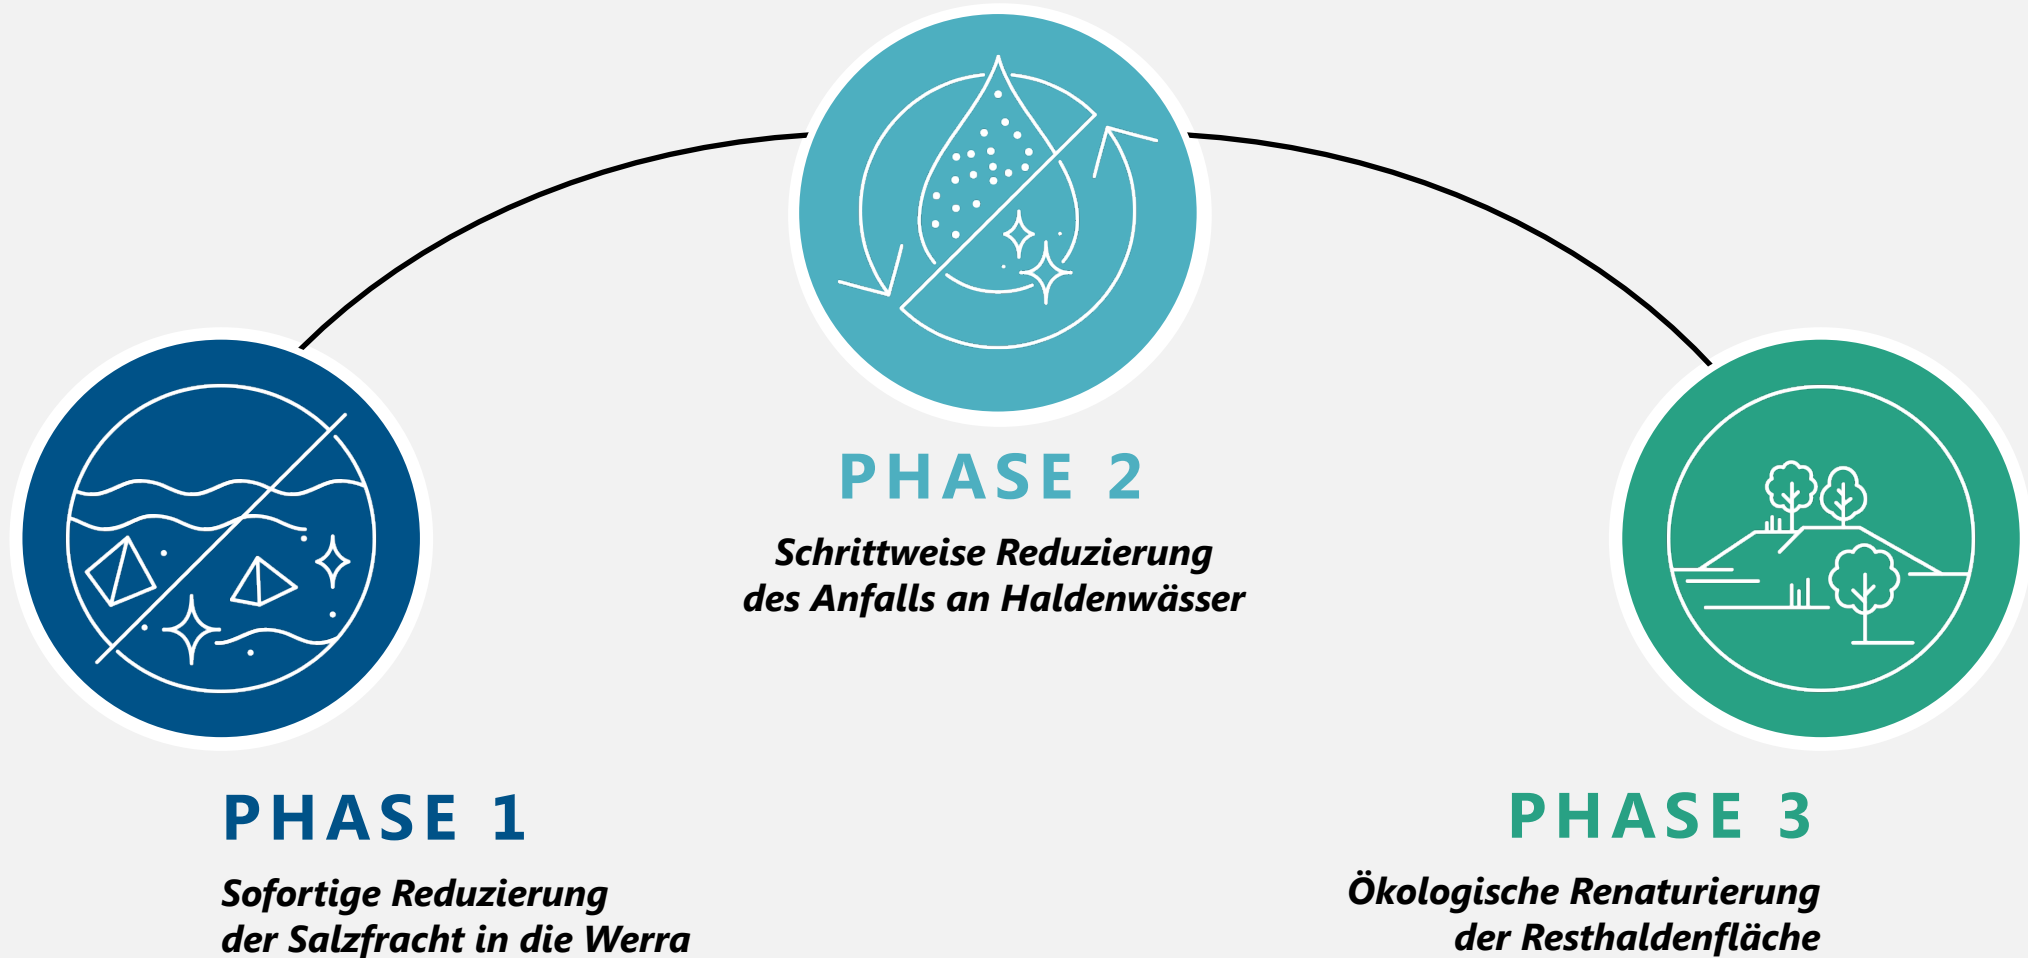 PHASE 1
Sofortige Reduzierung
der Salzfracht in die Werra
PHASE 2
Schrittweise Reduzierung
des Anfalls an Haldenwässer
PHASE 3
Ökologische Renaturierung
der Resthaldenfläche